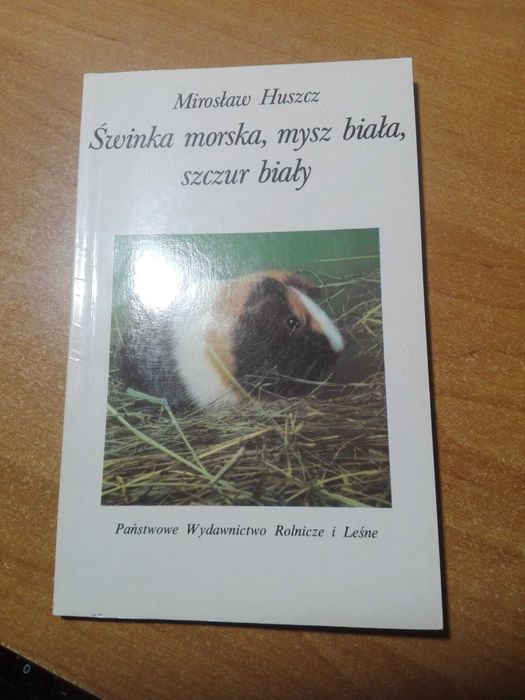 Mirosław Huszcz
Świnka morska, mysz biała,
szczur biały
Państwowe Wydawnictwo Rolnicze i Leśne